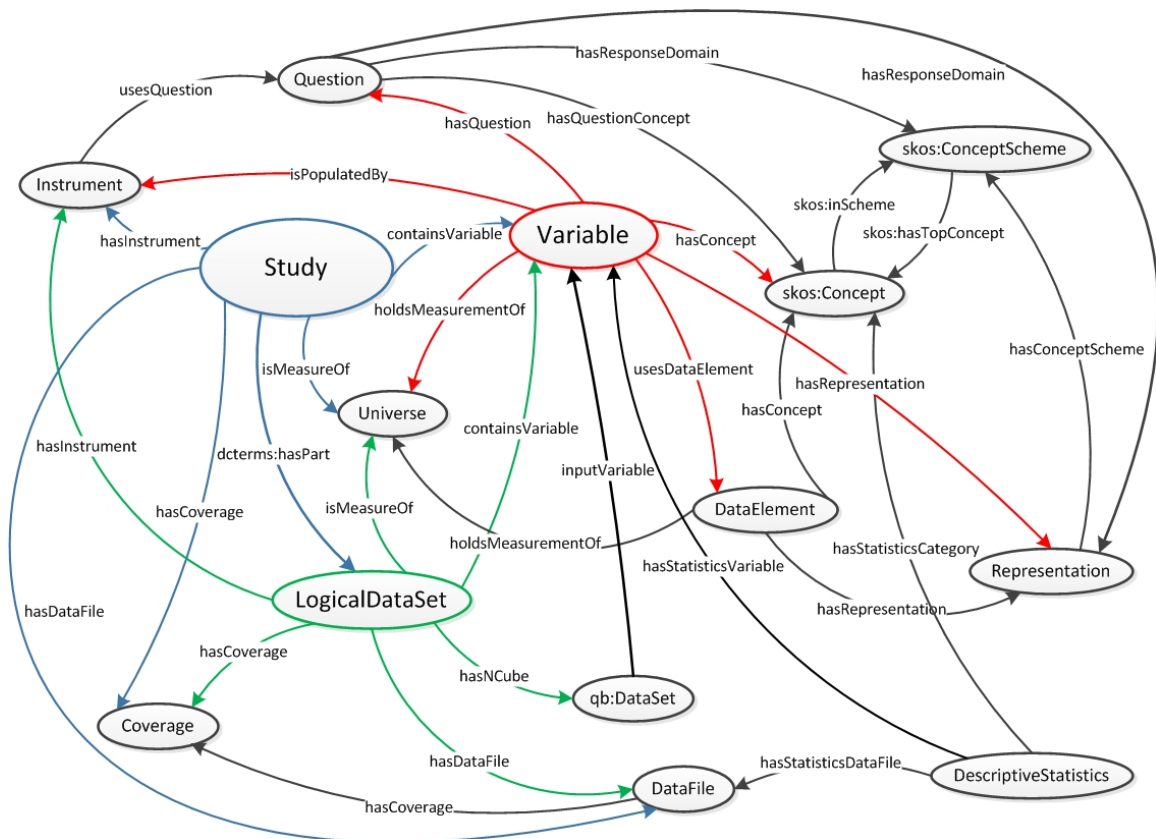 hasResponseDomain
Question
hasResponseDomain
usesQuestion
hasQuestion
hasQuestionConcept
skos:ConceptScheme
Instrument
isPopulatedBy
skos:inScheme
hasInstrument
containsVariable
Variable
hasConcept
skos:hasTopConcept
Study
skos:Concept
holdsMeasurementOf
hasConceptScheme
isMeasureOf
usesDataElement
hasRepresentation
Universe
hasConcept
hasInstrument
dcterms:hasPart
containsVariable
inputVariable
hasCoverage
isMeasureOf
DataElement
holdsMeasurementOf
hasStatisticsCategory
hasStatisticsVariable
Representation
LogicalDataSet
hasDataFile
hasRepresentation
hasCoverage
hasNCube
qb:DataSet
Coverage
hasDataFile
hasStatisticsDataFile
DescriptiveStatistics
DataFile
hasCoverage